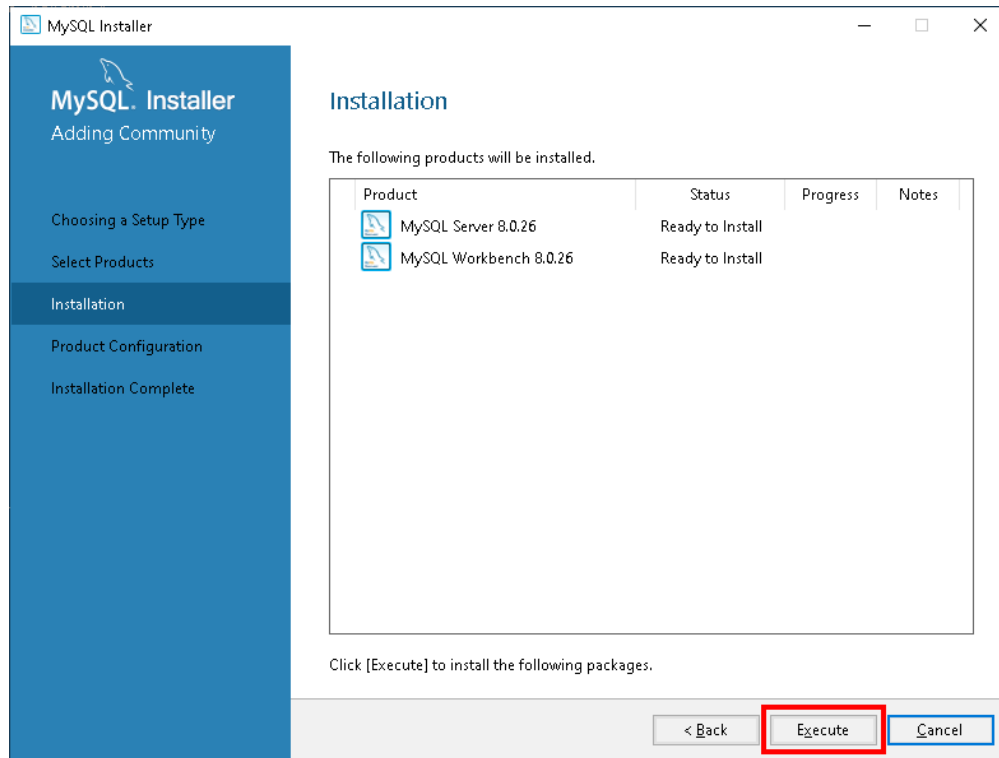 MySQL Installer
MySQL. Installer
Adding Community
Choosing a Setup Type
Select Products
Installation
Product Configuration
Installation Complete
Installation
The following products will be installed.
Product Status Progress Notes
MySQL Server 8.0.26 Ready to Install
MySQL Workbench 8.0.26 Ready to Install
Click [Execute] to install the following packages.
< Back Execute Cancel